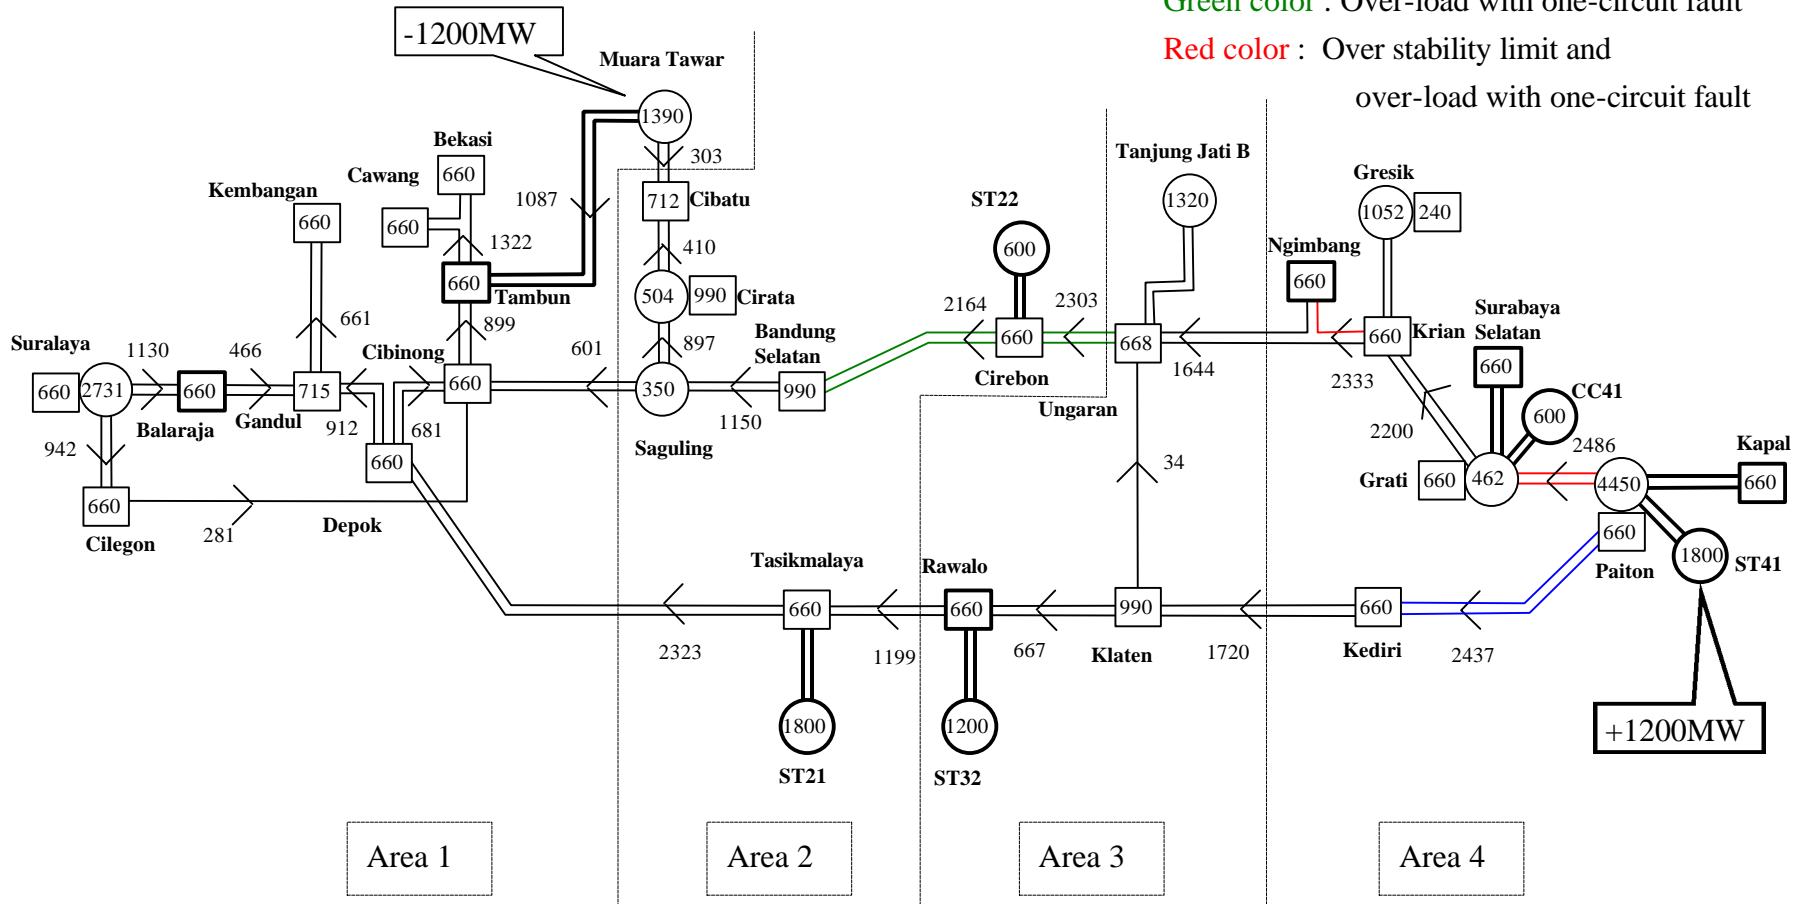 Green color : Over-load with one-circuit fault
Red color : Over stability limit and
over-load with one-circuit fault
-1200MW
Muara Tawar
1390
303
Bekasi
660
Cawang
660
1087
Kembangan
660
1322
660
Tambun
899
712
Cibatu
410
504
990
Cirata
897
ST22
600
Tanjung Jati B
1320
Gresik
1052
240
Ngimbang
660
Surabaya
Selatan
660
CC41
600
Suralaya
660
2731
1130
660
Balaraja
466
Gandul
715
661
Cibinong
660
601
350
Saguling
1150
Bandung
Selatan
990
2164
660
Cirebon
2303
668
Ungaran
1644
2333
660
Krian
2200
2486
Grati
660
462
4450
660
Paiton
Kapal
660
1800
ST41
942
660
Cilegon
281
912
681
660
Depok
34
Tasikmalaya
660
2323
1199
Rawalo
660
667
990
Klaten
1720
660
Kediri
2437
1800
ST21
1200
ST32
+1200MW
Area 1
Area 2
Area 3
Area 4